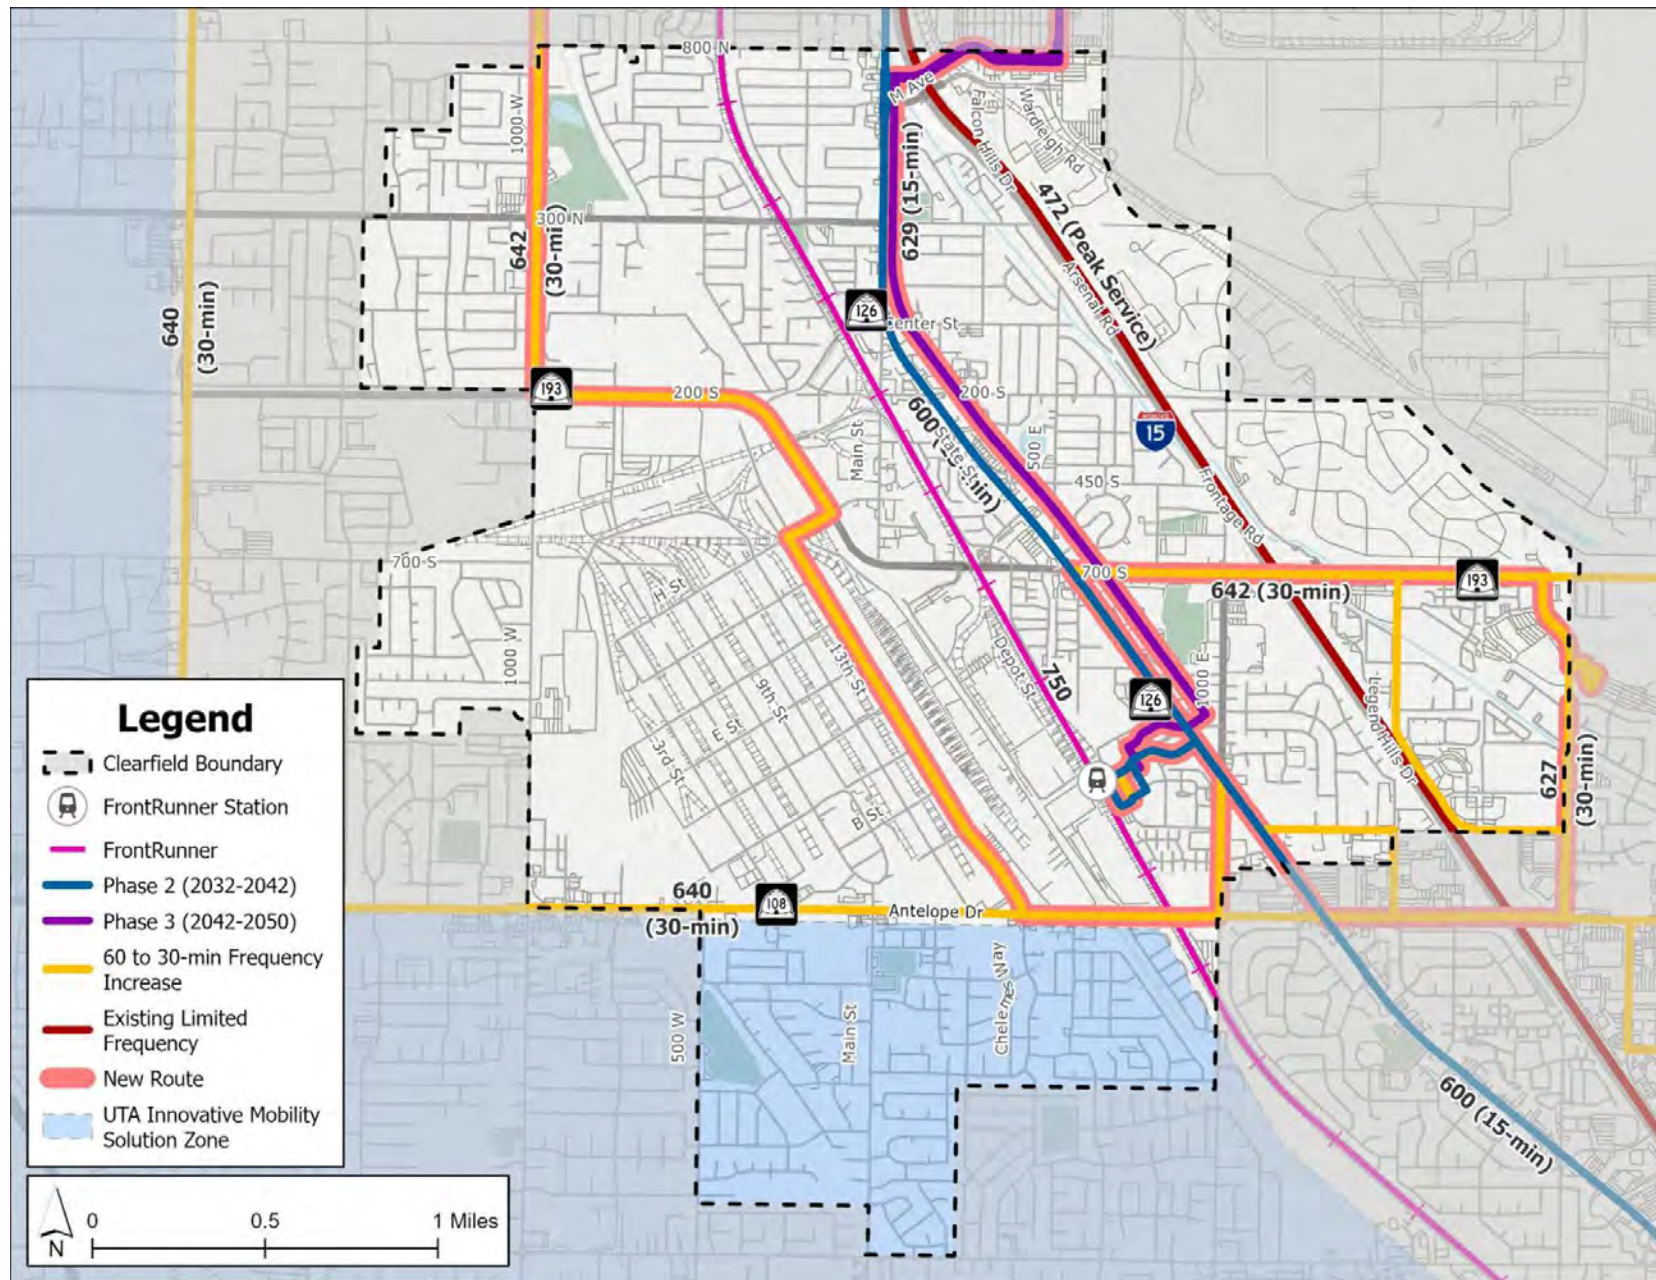 800 N
M Ave
Falcon Hills Dr
Wardleigh Rd
1000 W
629 (15-min)
472 (Peak Service)
300 N
642
(30-min)
640
(30-min)
126
Center St
Arsenal Rd
193
200 S
200 S
600
State St
Main St
500 E
INTERSTATE
15
450 S
Frontage Rd
700 S
700 S
193
642 (30-min)
H St
1000 W
13th St
9th St
E St
3rd St
B St
Depot St
750
126
1000 E
Legend Hills Dr
627
(30-min)
640
(30-min)
108
Antelope Dr
500 W
Main St
Chelemes Way
600 (15-min)
Legend
Clearfield Boundary
FrontRunner Station
FrontRunner
Phase 2 (2032-2042)
Phase 3 (2042-2050)
60 to 30-min Frequency
Increase
Existing Limited
Frequency
New Route
UTA Innovative Mobility
Solution Zone
N
0 0.5 1 Miles